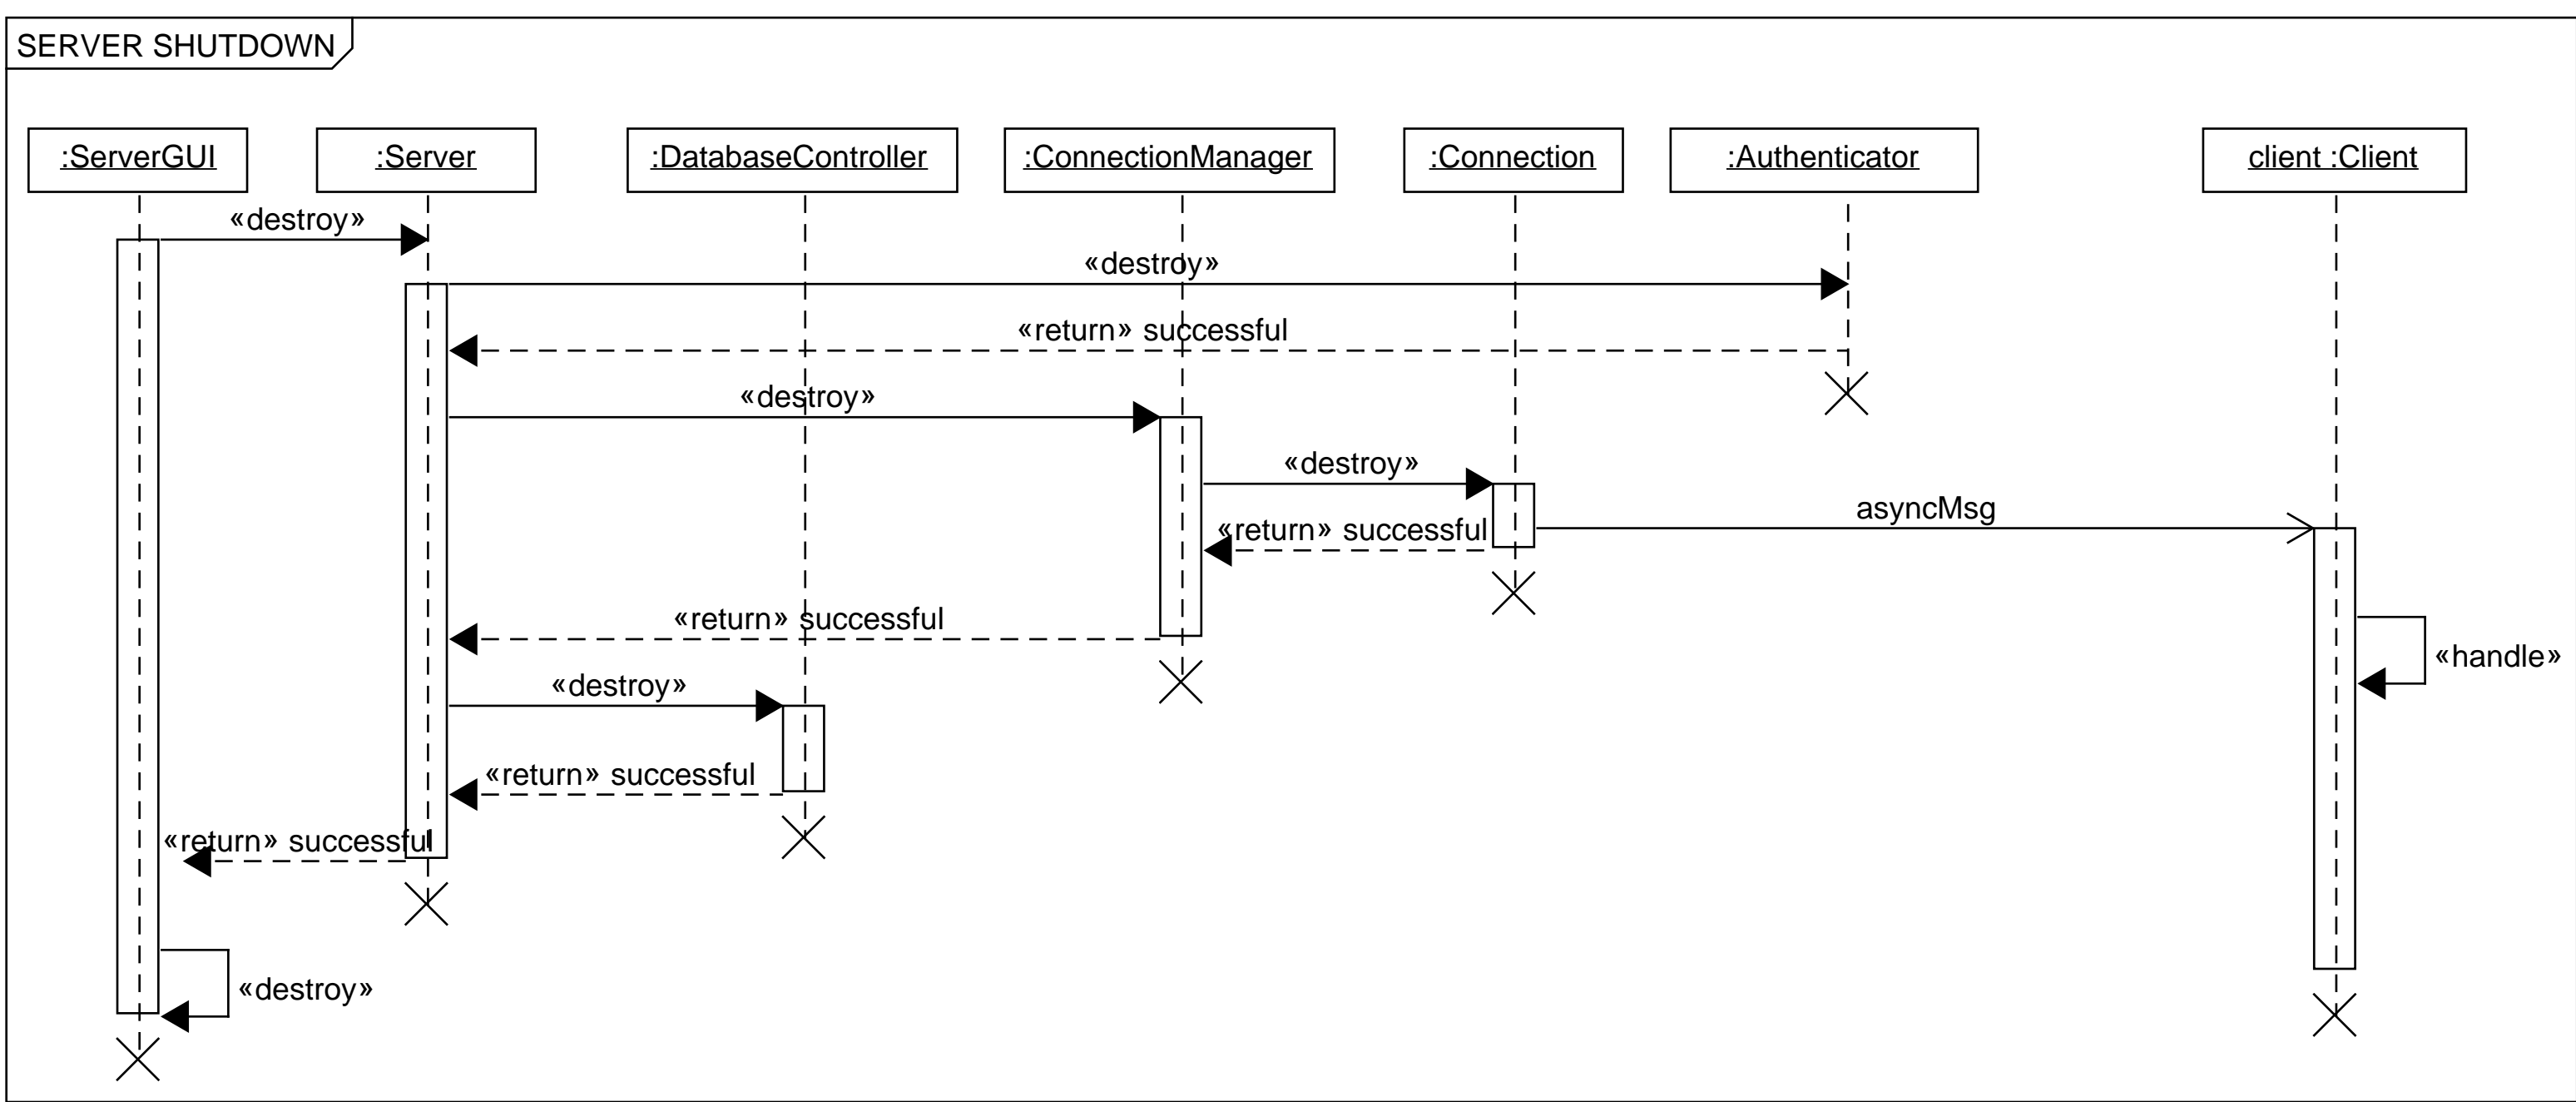 SERVER SHUTDOWN
:ServerGUI
:Server
:DatabaseController
:ConnectionManager
:Connection
:Authenticator
client :Client
«destroy»
«destroy»
«return» successful
«destroy»
«destroy»
asyncMsg
«return» successful
«return» successful
«handle»
«destroy»
«return» successful
«return» successful
«destroy»